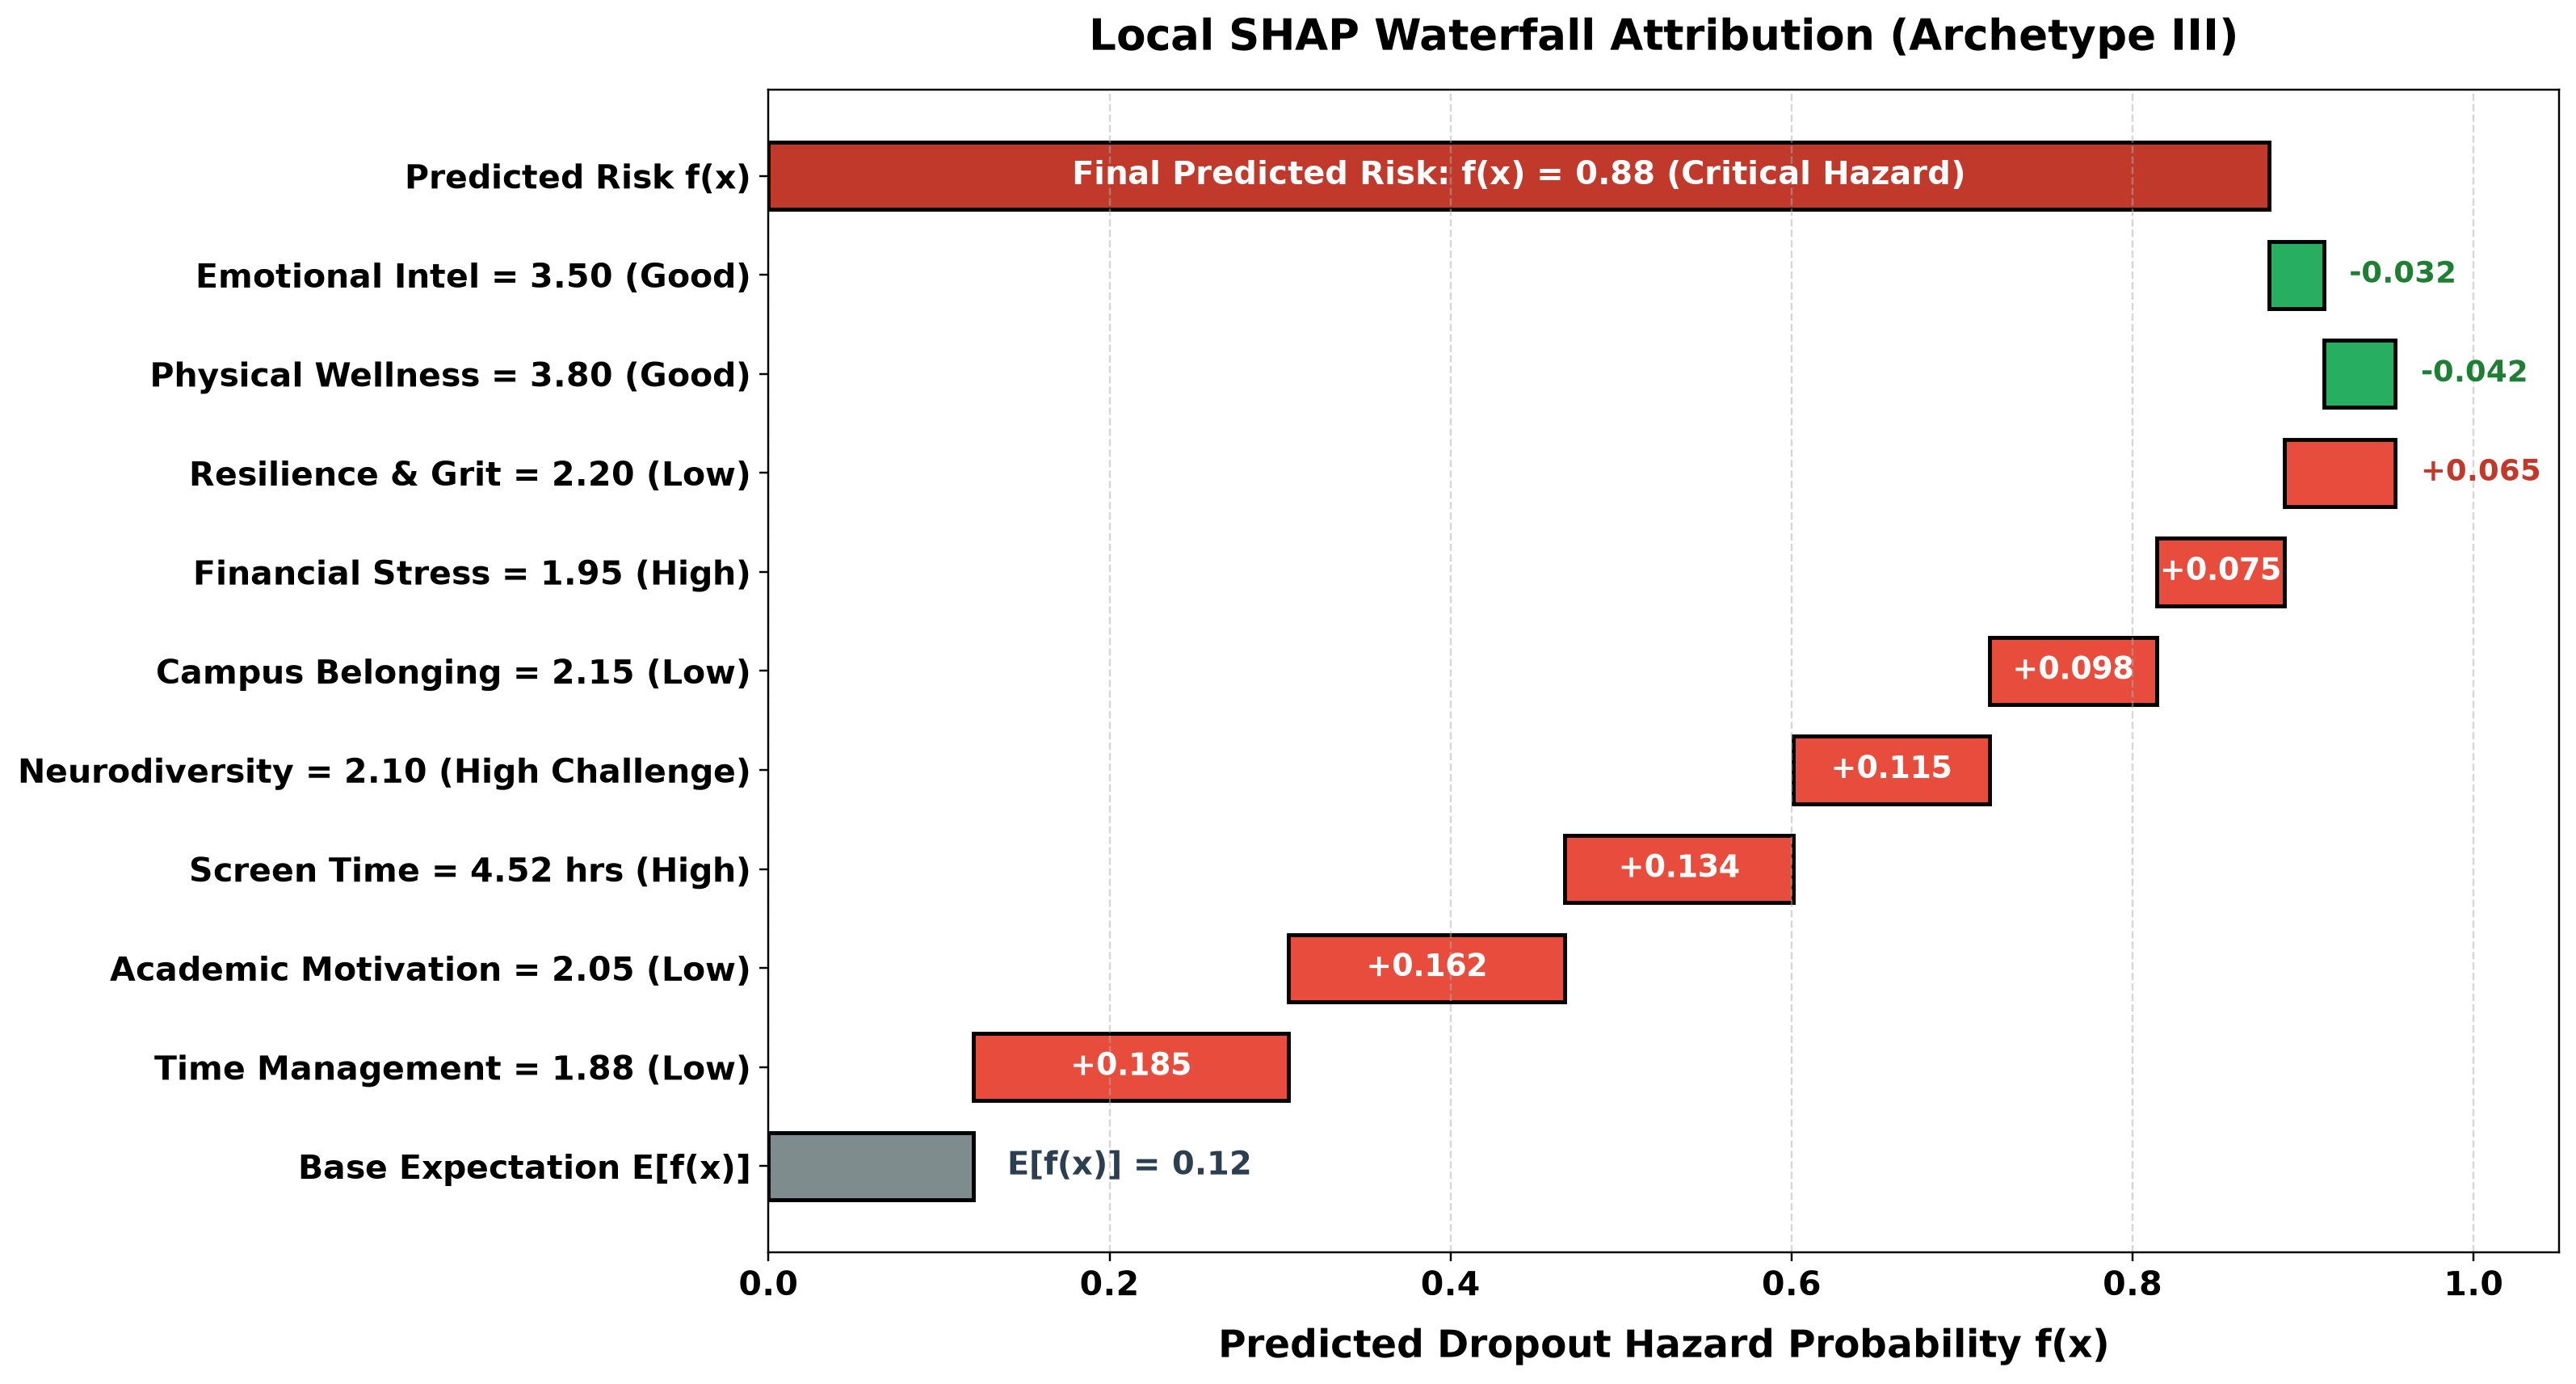 Local SHAP Waterfall Attribution (Archetype III)
Predicted Risk f(x)
Final Predicted Risk: f(x) = 0.88 (Critical Hazard)
Emotional Intel = 3.50 (Good)
-0.032
Physical Wellness = 3.80 (Good)
-0.042
Resilience & Grit = 2.20 (Low)
+0.065
Financial Stress = 1.95 (High)
+0.075
Campus Belonging = 2.15 (Low)
+0.098
Neurodiversity = 2.10 (High Challenge)
+0.115
Screen Time = 4.52 hrs (High)
+0.134
Academic Motivation = 2.05 (Low)
+0.162
Time Management = 1.88 (Low)
+0.185
Base Expectation E[f(x)]
E[f(x)] = 0.12
0.0 0.2 0.4 0.6 0.8 1.0
Predicted Dropout Hazard Probability f(x)